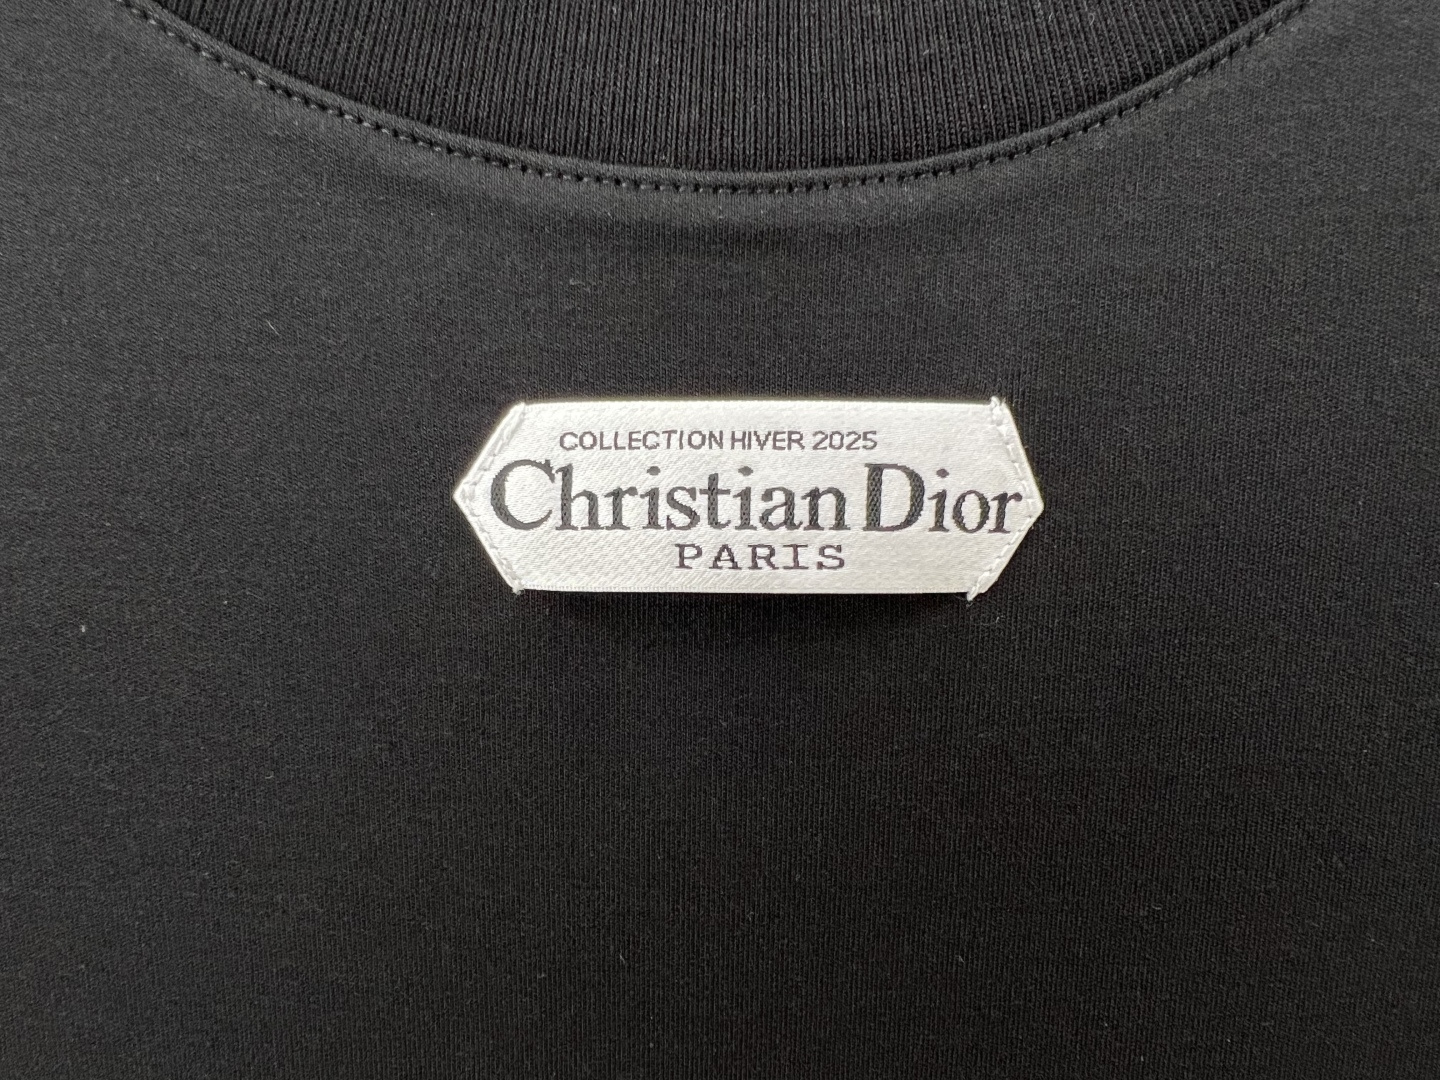 COLLECTION HIVER 2025
Christian Dior
PARIS